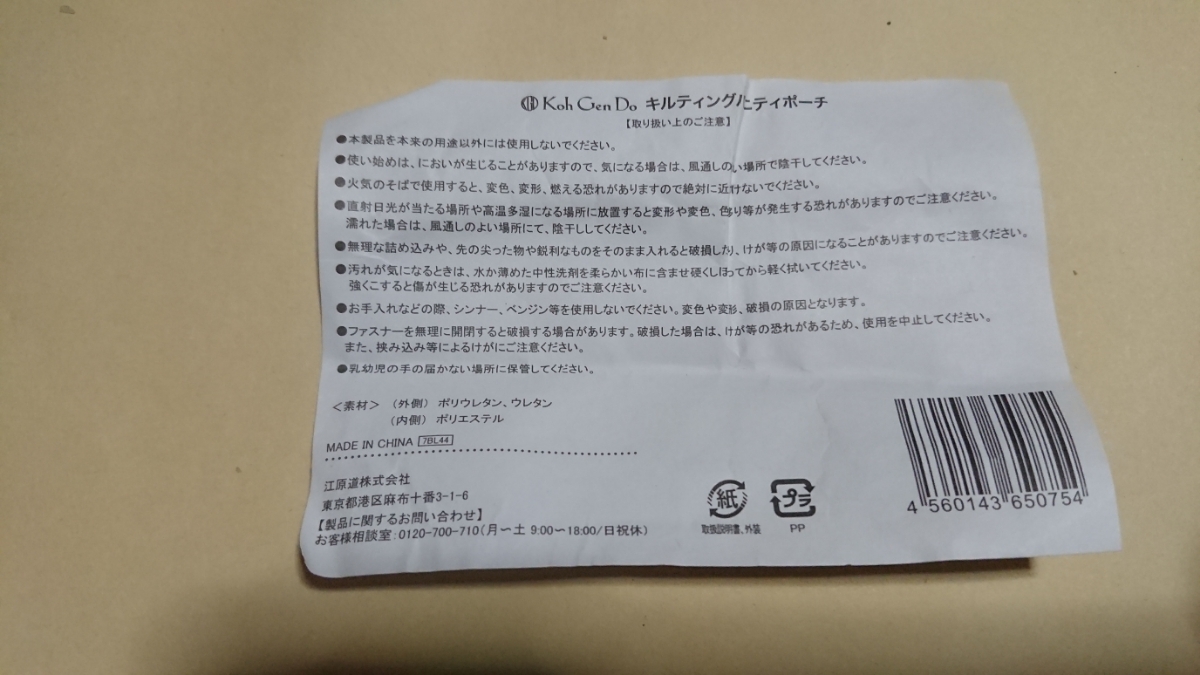 Koh Gen Do キルティングバニティポーチ
【取り扱い上のご注意】
●本製品を本来の用途以外には使用しないでください。
●使い始めは、においが生じることがありますので、気になる場合は、風通しのよい場所で陰干してください。
●火気のそばで使用すると、変色、変形、燃える恐れがありますので絶対に近付けないでください。
●直射日光が当たる場所や高温多湿になる場所に放置すると変形や変色、色移り等が発生する恐れがありますのでご注意ください。
濡れた場合は、風通しのよい場所にて、陰干ししてください。
●無理な詰め込みや、先の尖った物や鋭利なものをそのまま入れると破損したり、けが等の原因になることがありますのでご注意ください。
●汚れが気になるときは、水か薄めた中性洗剤を柔らかい布に含ませ硬くしぼってから軽く拭いてください。
強くこすると傷が生じる恐れがありますのでご注意ください。
●お手入れなどの際、シンナー、ベンジン等を使用しないでください。変色や変形、破損の原因となります。
●ファスナーを無理に開閉すると破損する場合があります。破損した場合は、けが等の恐れがあるため、使用を中止してください。
また、挟み込み等によるけがにご注意ください。
●乳幼児の手の届かない場所に保管してください。
＜素材＞ （外側） ポリウレタン、ウレタン
（内側） ポリエステル
MADE IN CHINA 7BL44
江原道株式会社
東京都港区麻布十番3-1-6
【製品に関するお問い合わせ】
お客様相談室：0120-700-710（月〜土 9:00〜18:00/日祝休）
紙
取扱説明書、外装
プラ
PP
4 560143 650754